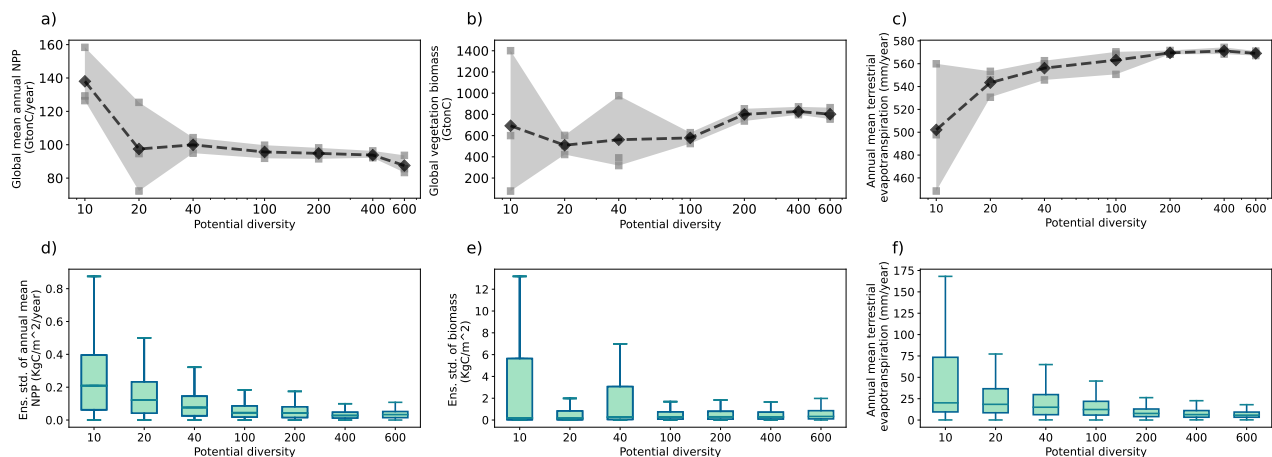 a)
Global mean annual NPP
(GtonC/year)
160
140
120
100
80
10 20 40 100 200 400 600
Potential diversity
b)
Global vegetation biomass
(GtonC)
1400
1200
1000
800
600
400
200
10 20 40 100 200 400 600
Potential diversity
c)
Annual mean terrestrial
evapotranspiration (mm/year)
580
560
540
520
500
480
460
10 20 40 100 200 400 600
Potential diversity
d)
Ens. std. of annual mean
NPP (KgC/m^2/year)
0.8
0.6
0.4
0.2
0.0
10 20 40 100 200 400 600
Potential diversity
e)
Ens. std. of biomass
(KgC/m^2)
12
10
8
6
4
2
0
10 20 40 100 200 400 600
Potential diversity
f)
Annual mean terrestrial
evapotranspiration (mm/year)
175
150
125
100
75
50
25
0
10 20 40 100 200 400 600
Potential diversity